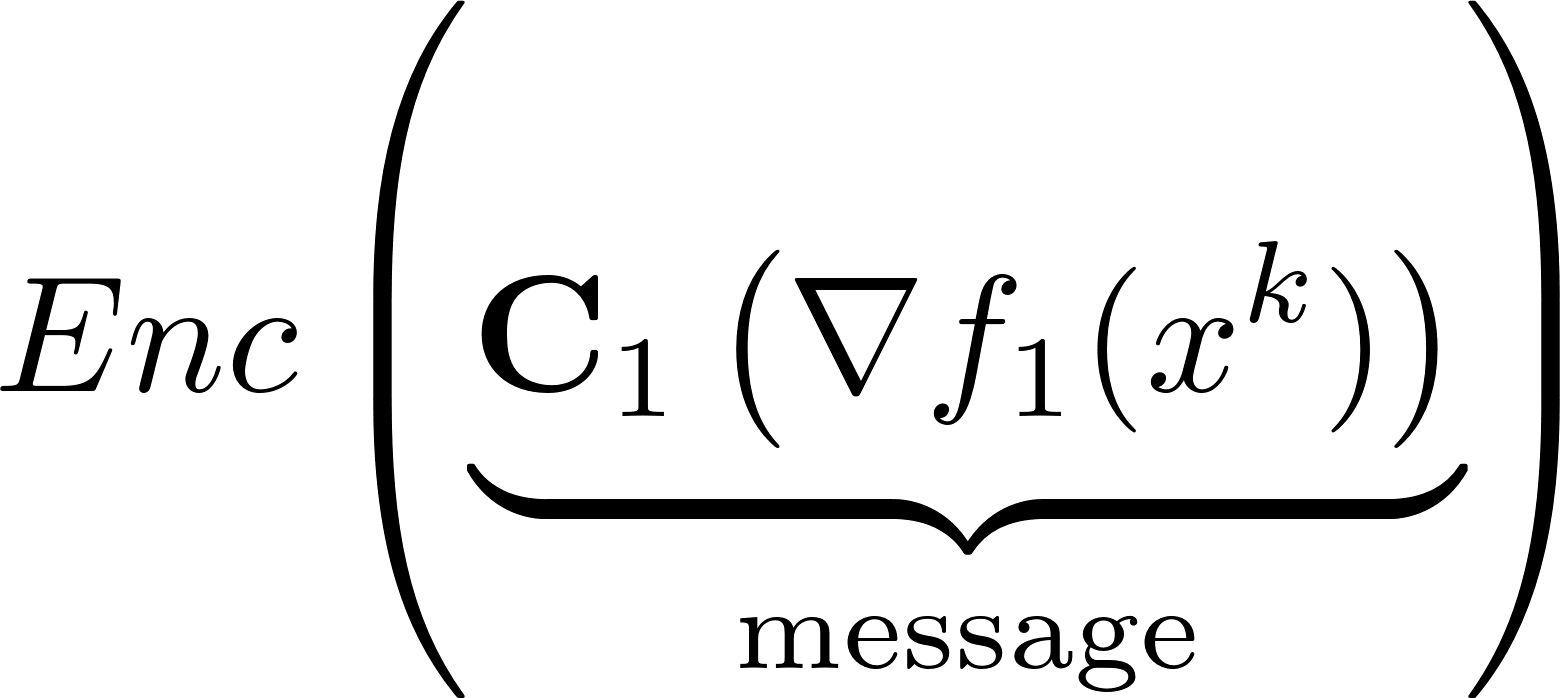 Enc ( C₁ (∇f₁(xᵏ)) )
message